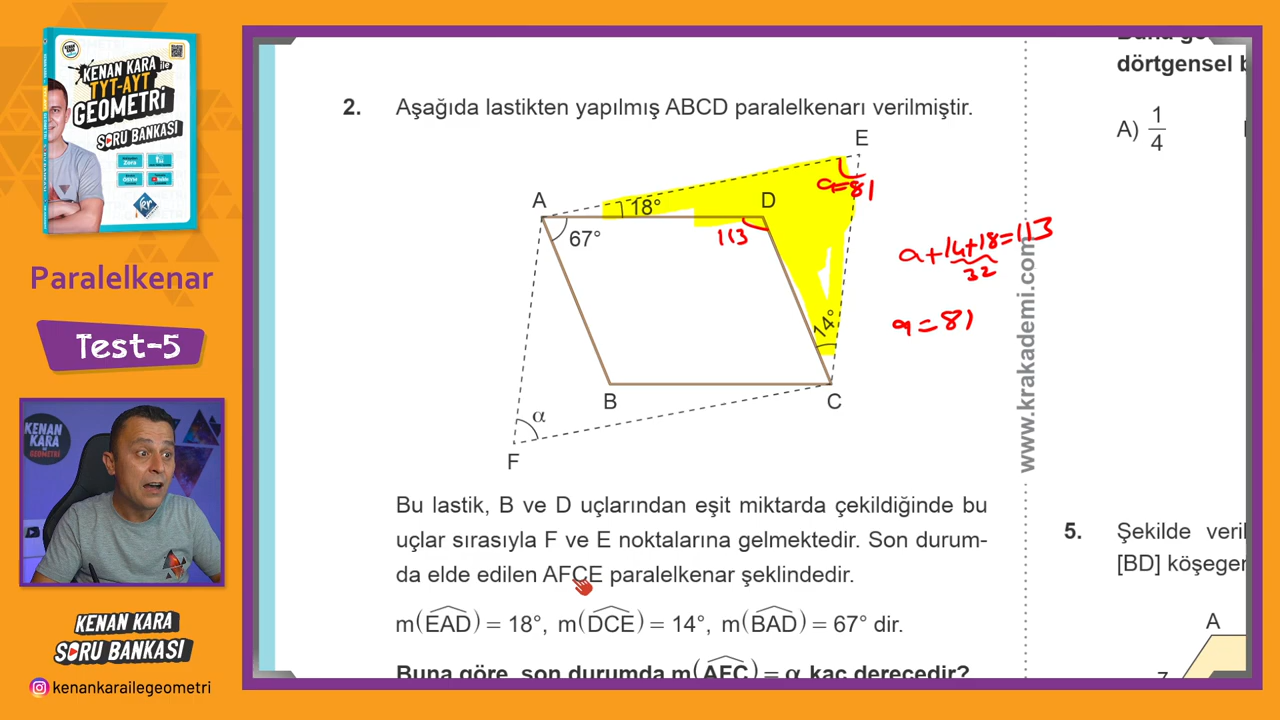 KENAN KARA ile
TYT-AYT
GEOMETRİ
SORU BANKASI
Paralelkenar
Test-5
KENAN
KARA
GEOMETRİ
KENAN KARA
SORU BANKASI
kenankarailegeometri
2. Aşağıda lastikten yapılmış ABCD paralelkenarı verilmiştir.
E
A
18°
D
a=81
67°
113
14°
B
C
α
F
a+14+18=113
32
a=81
Bu lastik, B ve D uçlarından eşit miktarda çekildiğinde bu
uçlar sırasıyla F ve E noktalarına gelmektedir. Son durum-
da elde edilen AFCE paralelkenar şeklindedir.
m(EAD) = 18°, m(DCE) = 14°, m(BAD) = 67° dir.
Buna göre, son durumda m(AFC) = α kaç derecedir?
www.krakademi.com
dörtgensel b
A) 1/4
5. Şekilde veril
[BD] köşeger
A
7